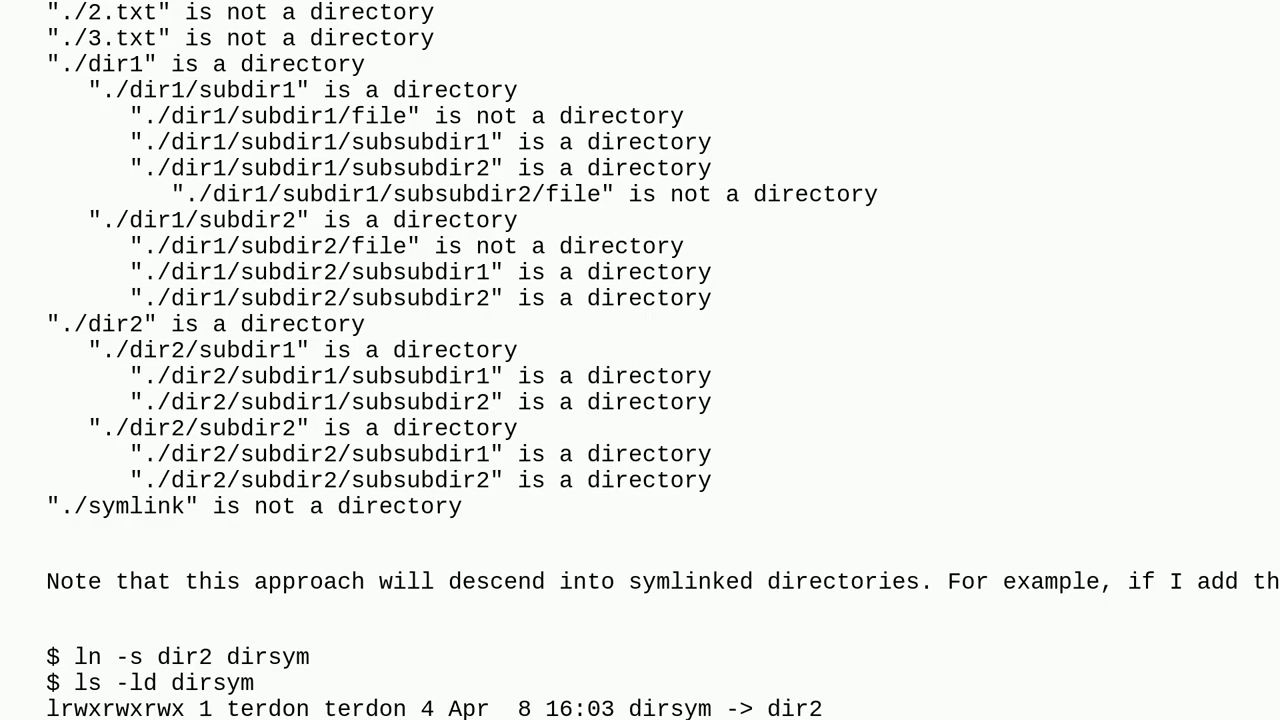 "./2.txt" is not a directory
"./3.txt" is not a directory
"./dir1" is a directory
   "./dir1/subdir1" is a directory
      "./dir1/subdir1/file" is not a directory
      "./dir1/subdir1/subsubdir1" is a directory
      "./dir1/subdir1/subsubdir2" is a directory
         "./dir1/subdir1/subsubdir2/file" is not a directory
   "./dir1/subdir2" is a directory
      "./dir1/subdir2/file" is not a directory
      "./dir1/subdir2/subsubdir1" is a directory
      "./dir1/subdir2/subsubdir2" is a directory
"./dir2" is a directory
   "./dir2/subdir1" is a directory
      "./dir2/subdir1/subsubdir1" is a directory
      "./dir2/subdir1/subsubdir2" is a directory
   "./dir2/subdir2" is a directory
      "./dir2/subdir2/subsubdir1" is a directory
      "./dir2/subdir2/subsubdir2" is a directory
"./symlink" is not a directory
Note that this approach will descend into symlinked directories. For example, if I add th
$ ln -s dir2 dirsym
$ ls -ld dirsym
lrwxrwxrwx 1 terdon terdon 4 Apr  8 16:03 dirsym -> dir2